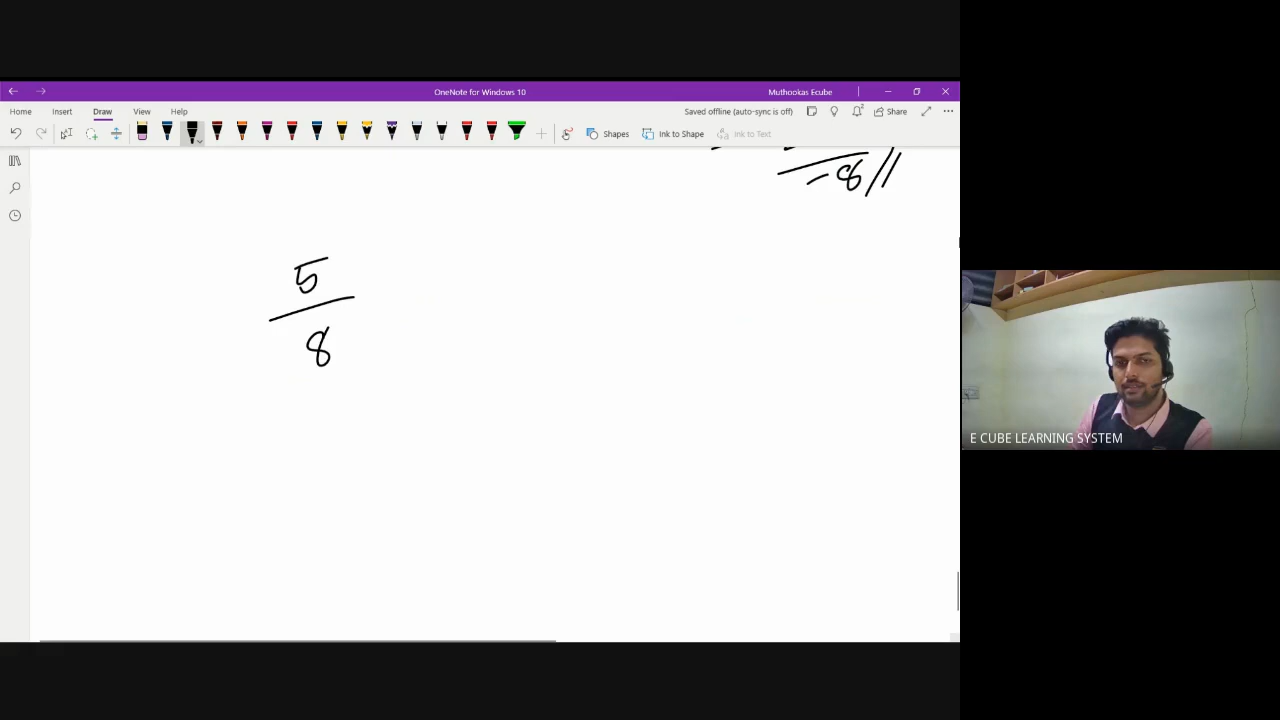 OneNote for Windows 10
Muthookas Ecube
Home Insert Draw View Help
Saved offline (auto-sync is off)
Share
Shapes
Ink to Shape
Ink to Text
= 8 //
5
8
E CUBE LEARNING SYSTEM